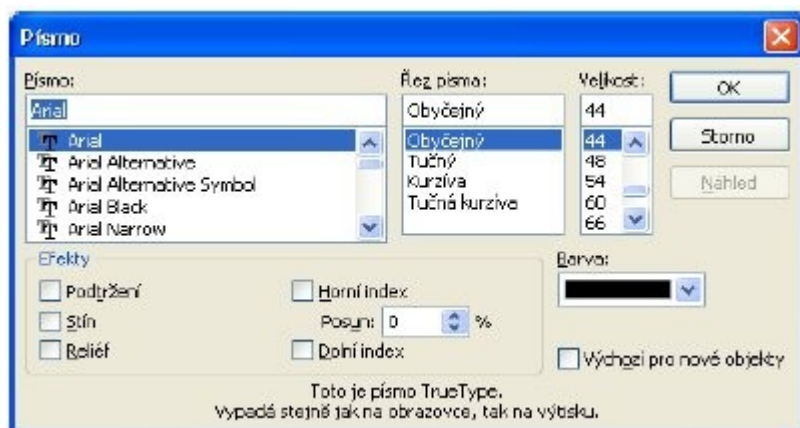 Písmo
Písmo:
Řez písma:
Velikost:
Arial
Obyčejný
44
OK
Arial
Arial Alternative
Arial Alternative Symbol
Arial Black
Arial Narrow
Obyčejný
Tučný
Kurzíva
Tučná kurzíva
44
48
54
60
66
Storno
Náhled
Efekty
Podtržení
Stín
Reliéf
Horní index
Posun: 0 %
Dolní index
Barva:
Výchozí pro nové objekty
Toto je písmo TrueType.
Vypadá stejně jak na obrazovce, tak na výtisku.